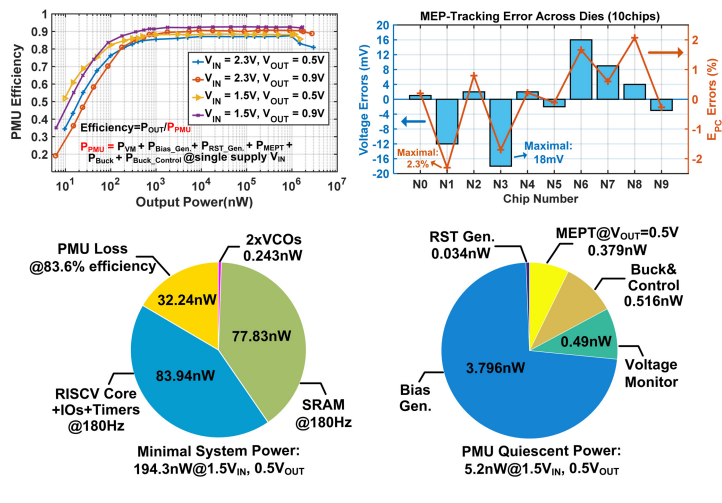 PMU Efficiency
1
0.9
0.8
0.7
0.6
0.5
0.4
0.3
0.2
V_IN = 2.3V, V_OUT = 0.5V
V_IN = 2.3V, V_OUT = 0.9V
V_IN = 1.5V, V_OUT = 0.5V
V_IN = 1.5V, V_OUT = 0.9V
Efficiency=P_OUT/P_PMU
P_PMU = P_VM + P_Bias_Gen. + P_RST_Gen. + P_MEPT +
P_Buck + P_Buck_Control @single supply V_IN
10^1 10^2 10^3 10^4 10^5 10^6 10^7
Output Power(nW)
MEP-Tracking Error Across Dies (10chips)
Voltage Errors (mV)
20
16
12
8
4
0
-4
-8
-12
-16
-20
Maximal:
2.3%
Maximal:
18mV
2
1
0
-1
-2
E_PC Errors (%)
N0 N1 N2 N3 N4 N5 N6 N7 N8 N9
Chip Number
PMU Loss
@83.6% efficiency
2xVCOs
0.243nW
32.24nW
77.83nW
83.94nW
RISCV Core
+IOs+Timers
@180Hz
SRAM
@180Hz
Minimal System Power:
194.3nW@1.5V_IN, 0.5V_OUT
RST Gen.
0.034nW
MEPT@V_OUT=0.5V
0.379nW
Buck&
Control
0.516nW
0.49nW
Voltage
Monitor
3.796nW
Bias
Gen.
PMU Quiescent Power:
5.2nW@1.5V_IN, 0.5V_OUT